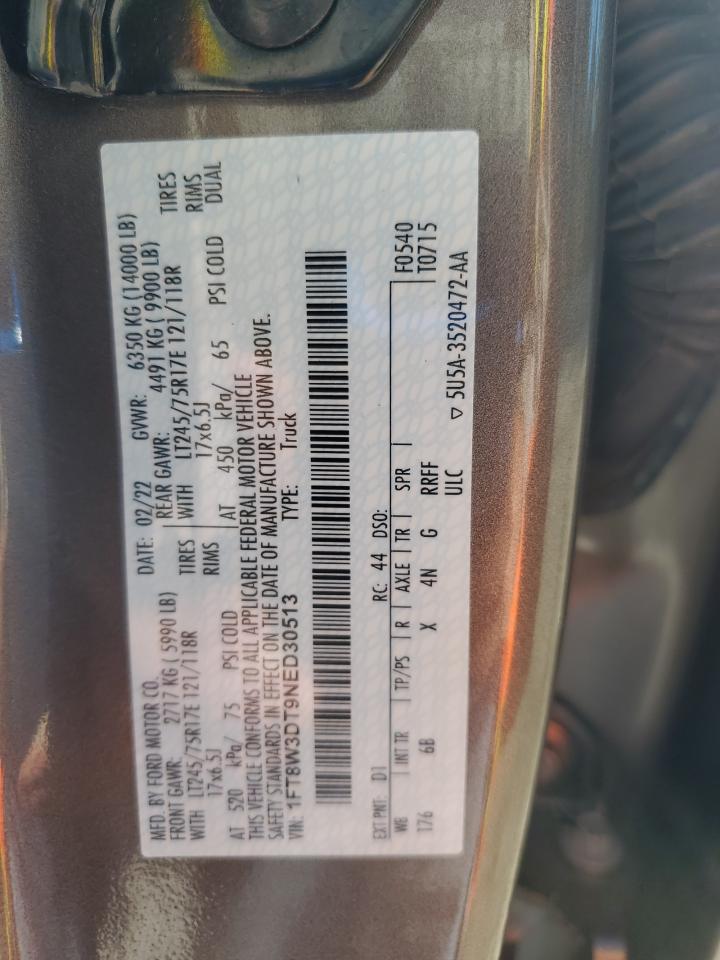 MFD. BY FORD MOTOR CO. DATE: 02/22 GVWR: 6350 KG (14000 LB)
FRONT GAWR: 2717 KG ( 5990 LB) REAR GAWR: 4491 KG ( 9900 LB)
WITH LT245/75R17E 121/118R TIRES WITH LT245/75R17E 121/118R TIRES
17x6.5J RIMS 17x6.5J RIMS
AT 520 kPa/ 75 PSI COLD AT 450 kPa/ 65 PSI COLD DUAL
THIS VEHICLE CONFORMS TO ALL APPLICABLE FEDERAL MOTOR VEHICLE
SAFETY STANDARDS IN EFFECT ON THE DATE OF MANUFACTURE SHOWN ABOVE.
VIN: 1FT8W3DT9NED30513 TYPE: Truck
EXT PNT: D1 RC: 44 DSO: F0540
WB INT TR TP/PS R AXLE TR SPR T0715
176 6B X 4N G RRFF
ULC ▽ 5U5A-3520472-AA